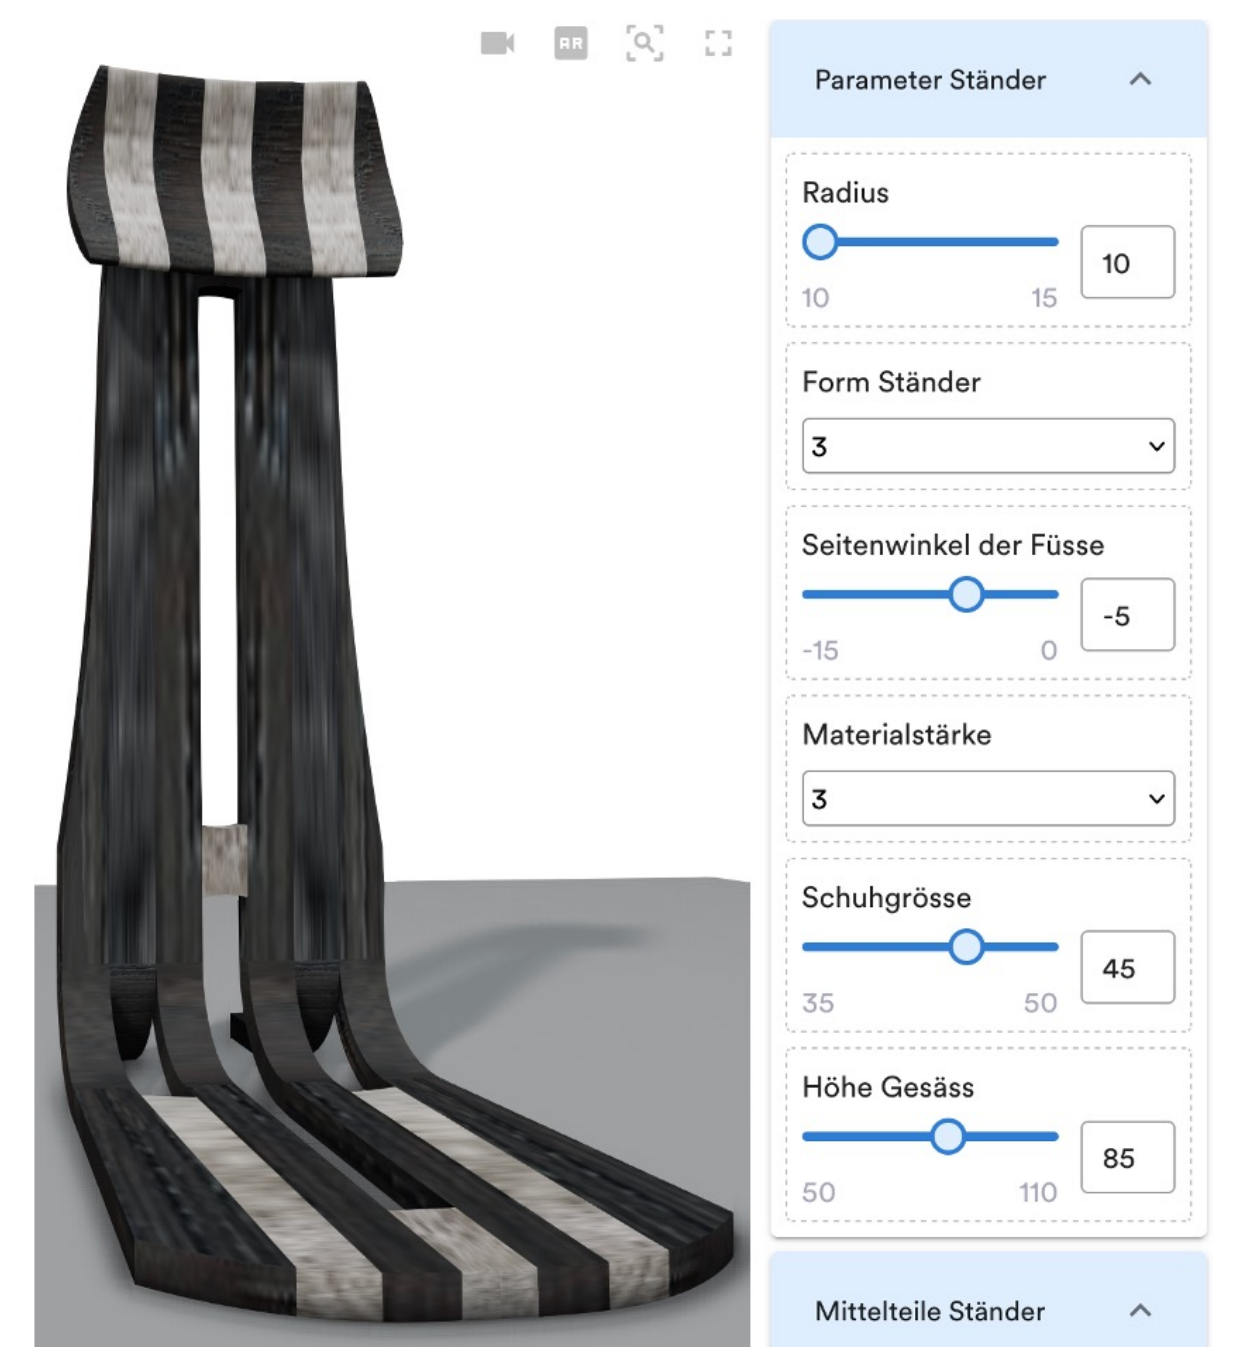 AR
Parameter Ständer
Radius
10
10 15
Form Ständer
3
Seitenwinkel der Füsse
-5
-15 0
Materialstärke
3
Schuhgrösse
45
35 50
Höhe Gesäss
85
50 110
Mittelteile Ständer